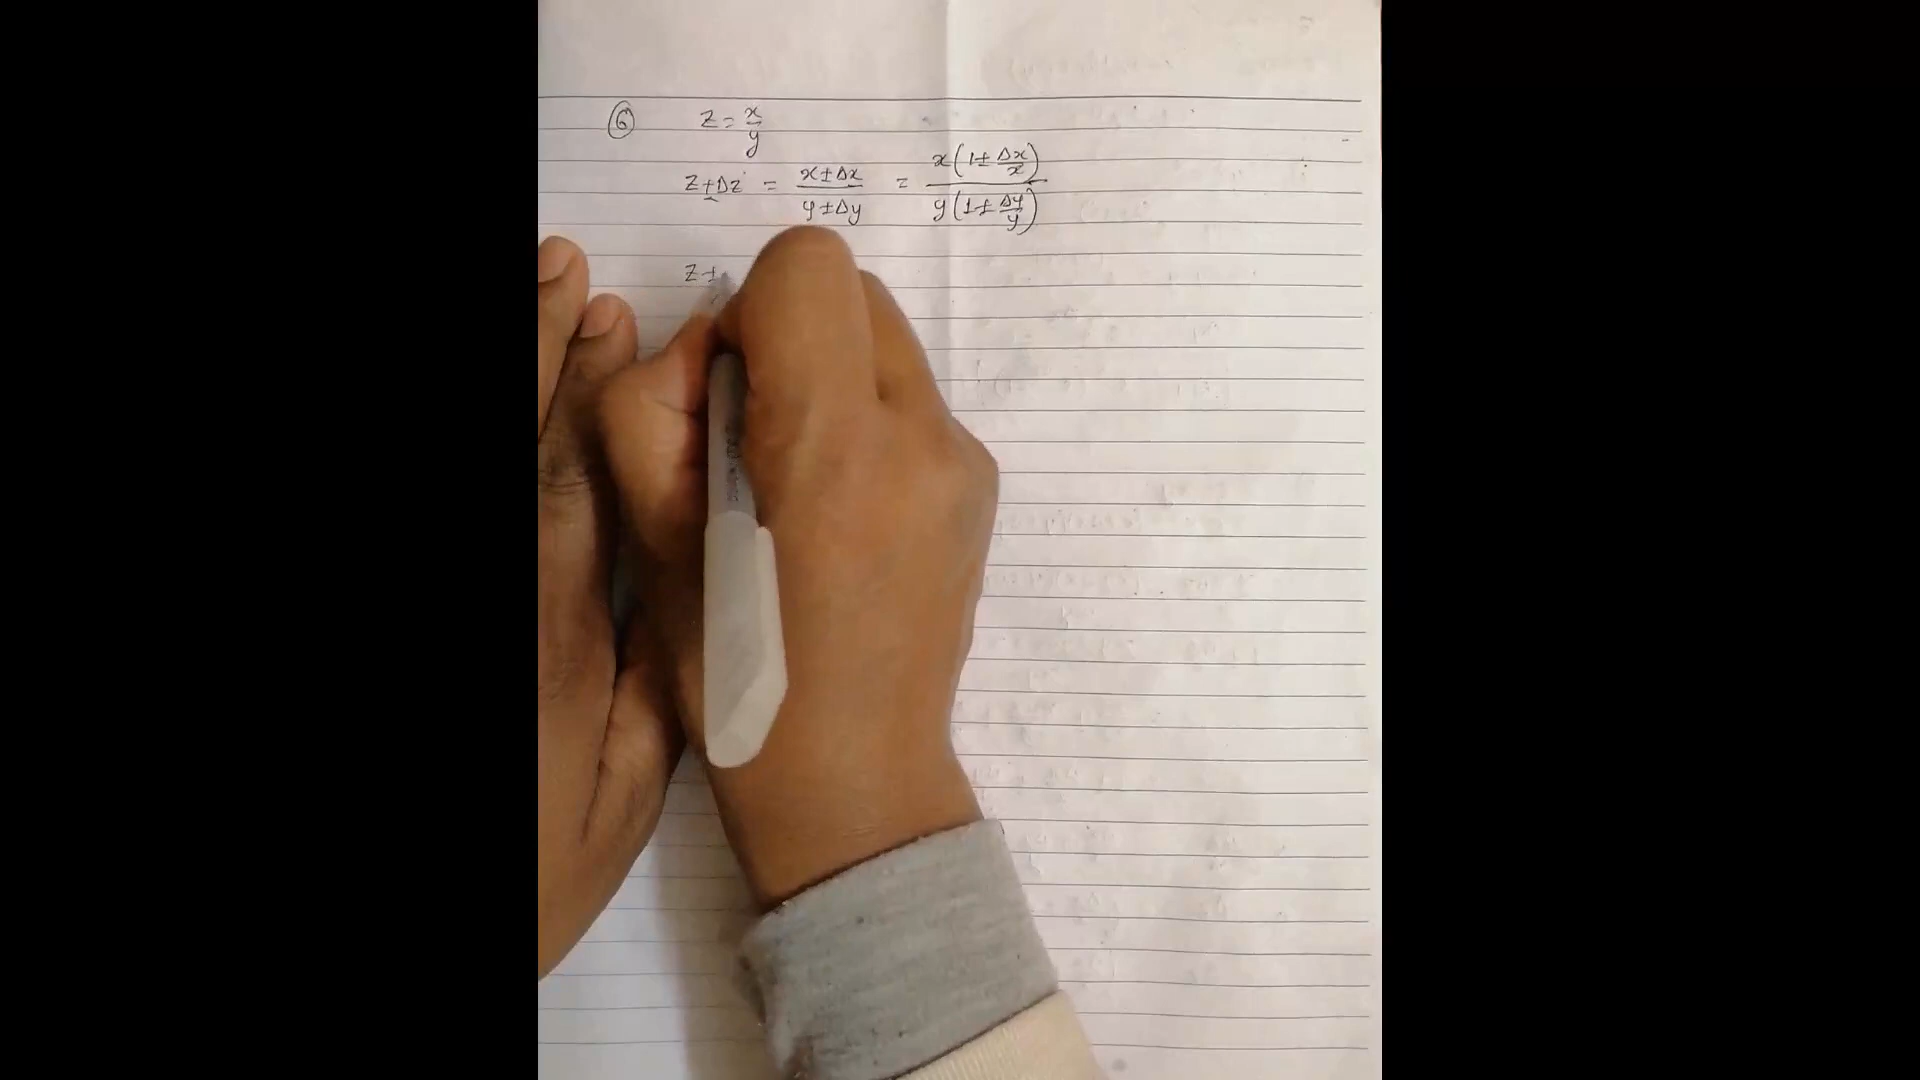 6 z = x/y
z ± Δz = (x ± Δx)/(y ± Δy) = x(1 ± Δx/x)/y(1 ± Δy/y)
z ±